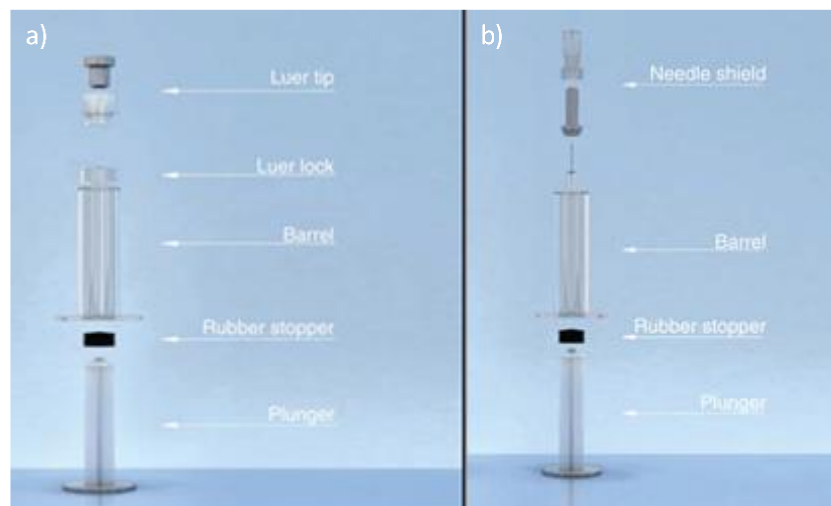 a)
Luer tip
Luer lock
Barrel
Rubber stopper
Plunger
b)
Needle shield
Barrel
Rubber stopper
Plunger